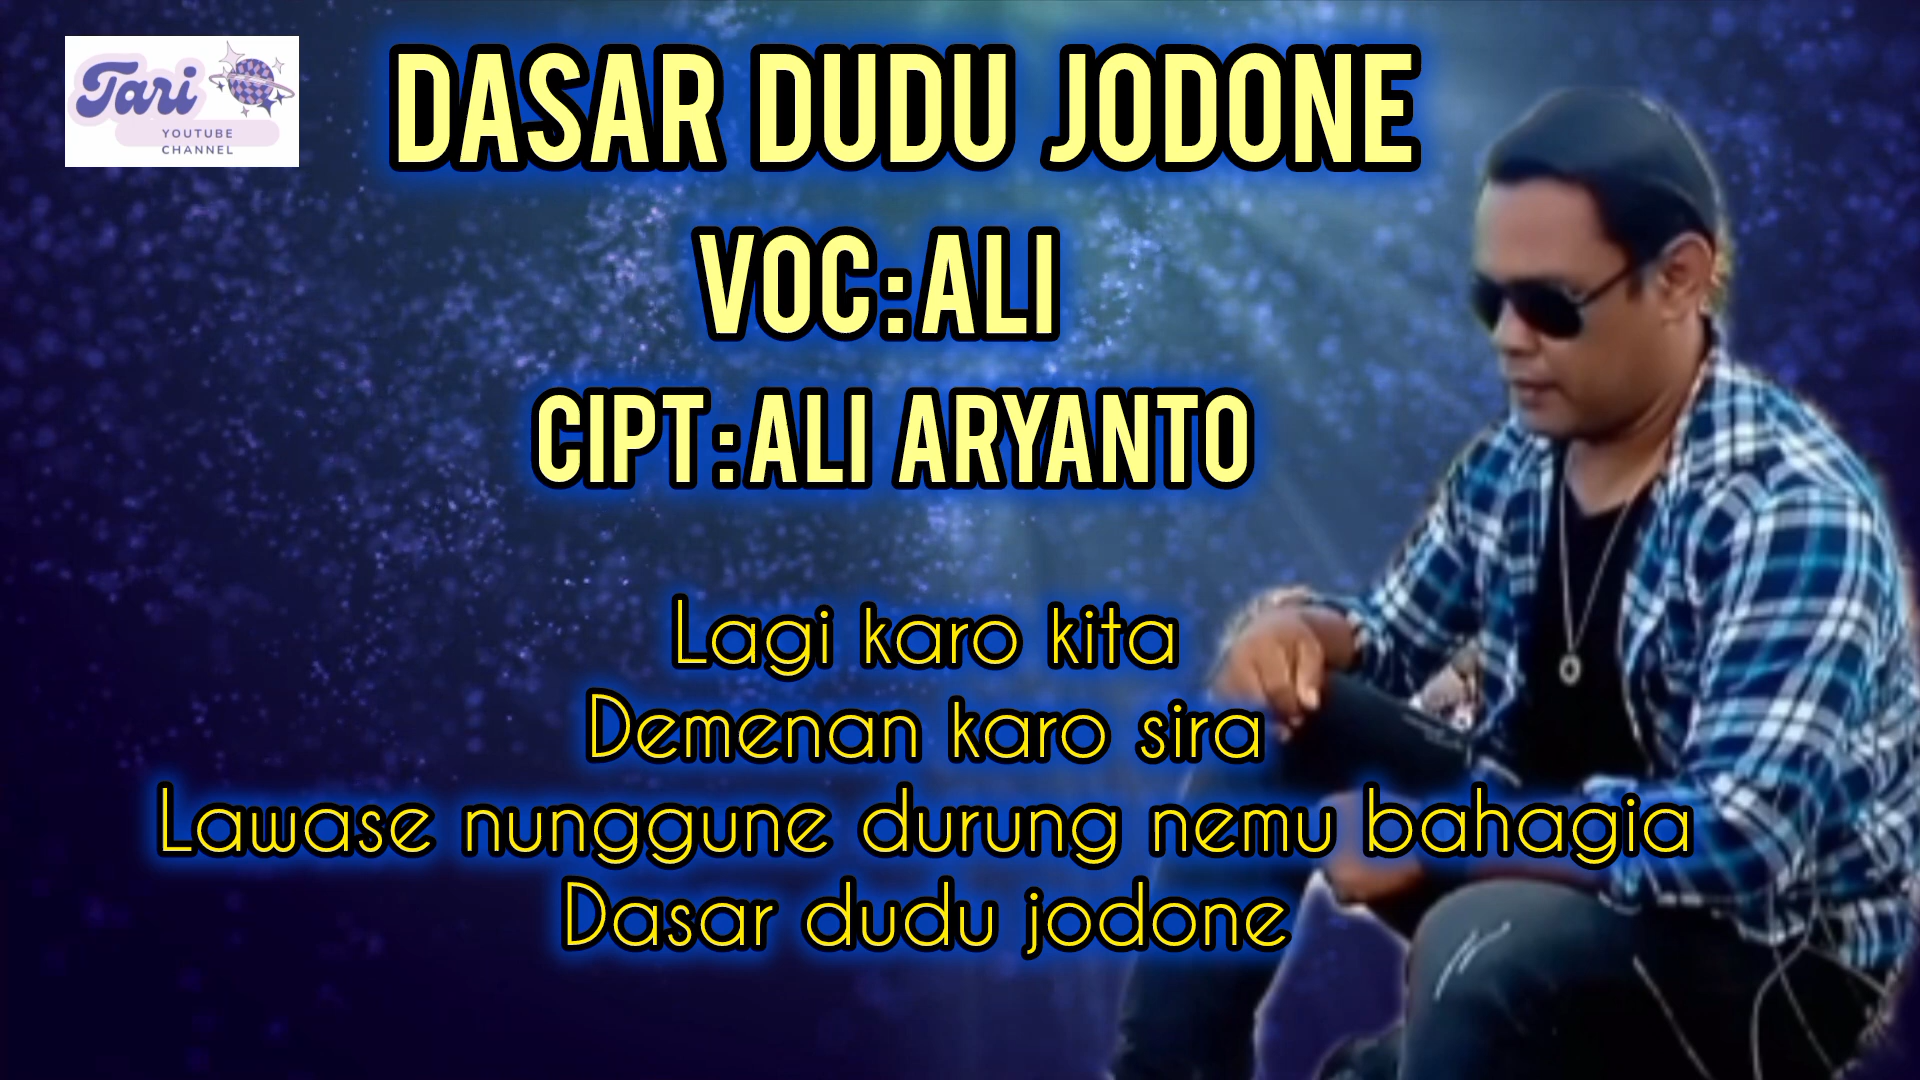 Tari
YOUTUBE
CHANNEL
DASAR DUDU JODONE
VOC:ALI
CIPT:ALI ARYANTO
Lagi karo kita
Demenan karo sira
Lawase nunggune durung nemu bahagia
Dasar dudu jodone